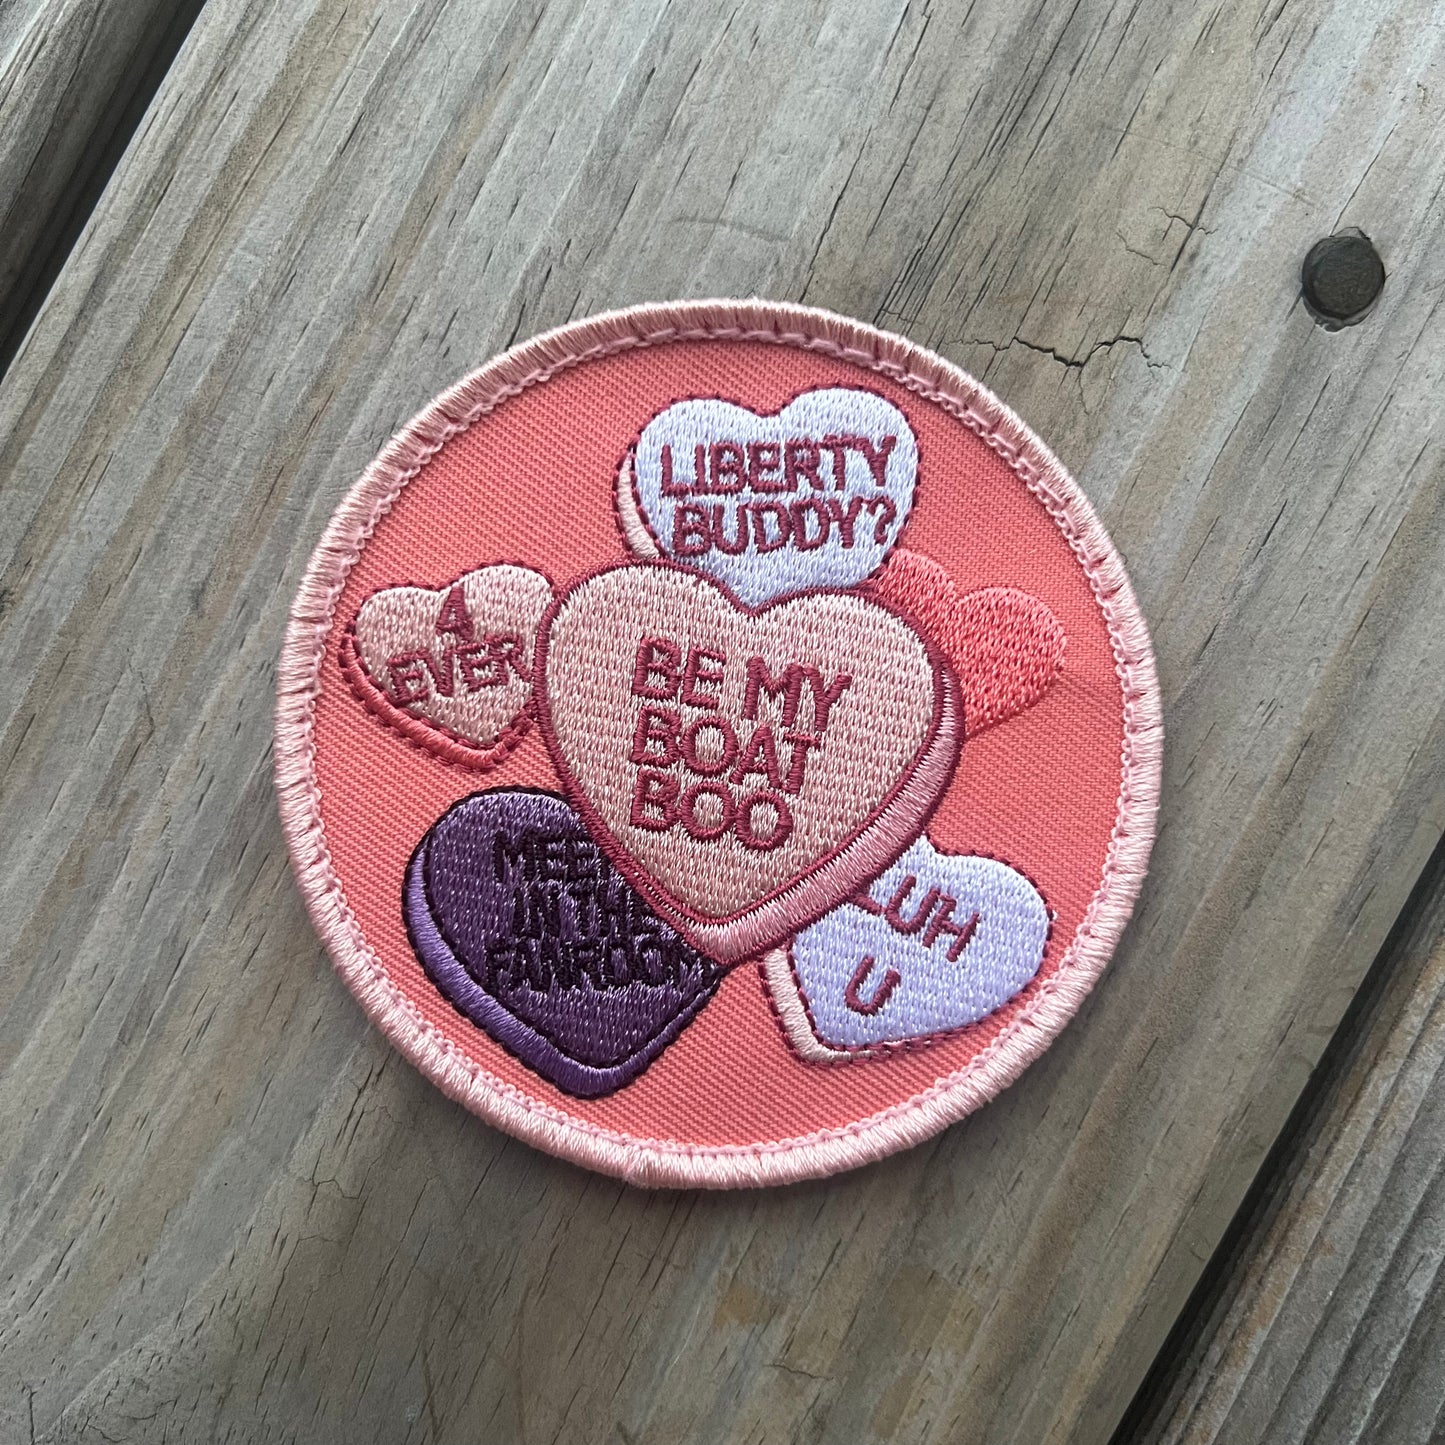 LIBERTY
BUDDY?
4
EVER
BE MY
BOAT
BOO
MEET
IN THE
FANROOM
LUH
U